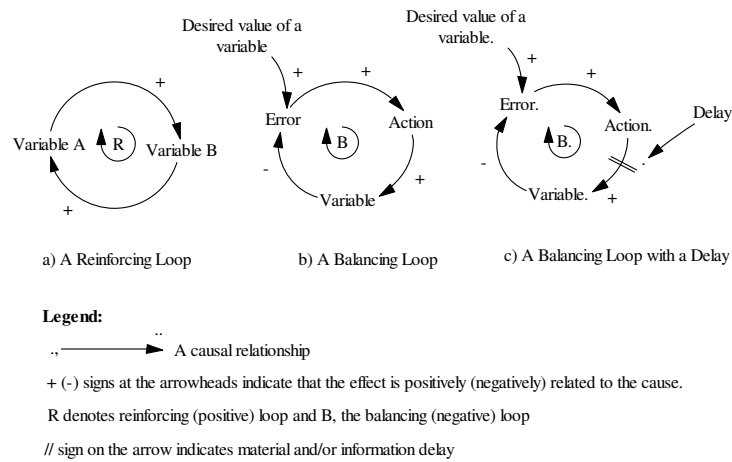 Desired value of a
variable
+
+
Error
B
Action
-
+
Variable
b) A Balancing Loop
+
Variable A
R
Variable B
+
a) A Reinforcing Loop
Desired value of a
variable.
+
+
Error.
Delay
Action.
B.
.
-
Variable.
+
c) A Balancing Loop with a Delay
Legend:
..
.,
A causal relationship
+ (-) signs at the arrowheads indicate that the effect is positively (negatively) related to the cause.
R denotes reinforcing (positive) loop and B, the balancing (negative) loop
// sign on the arrow indicates material and/or information delay